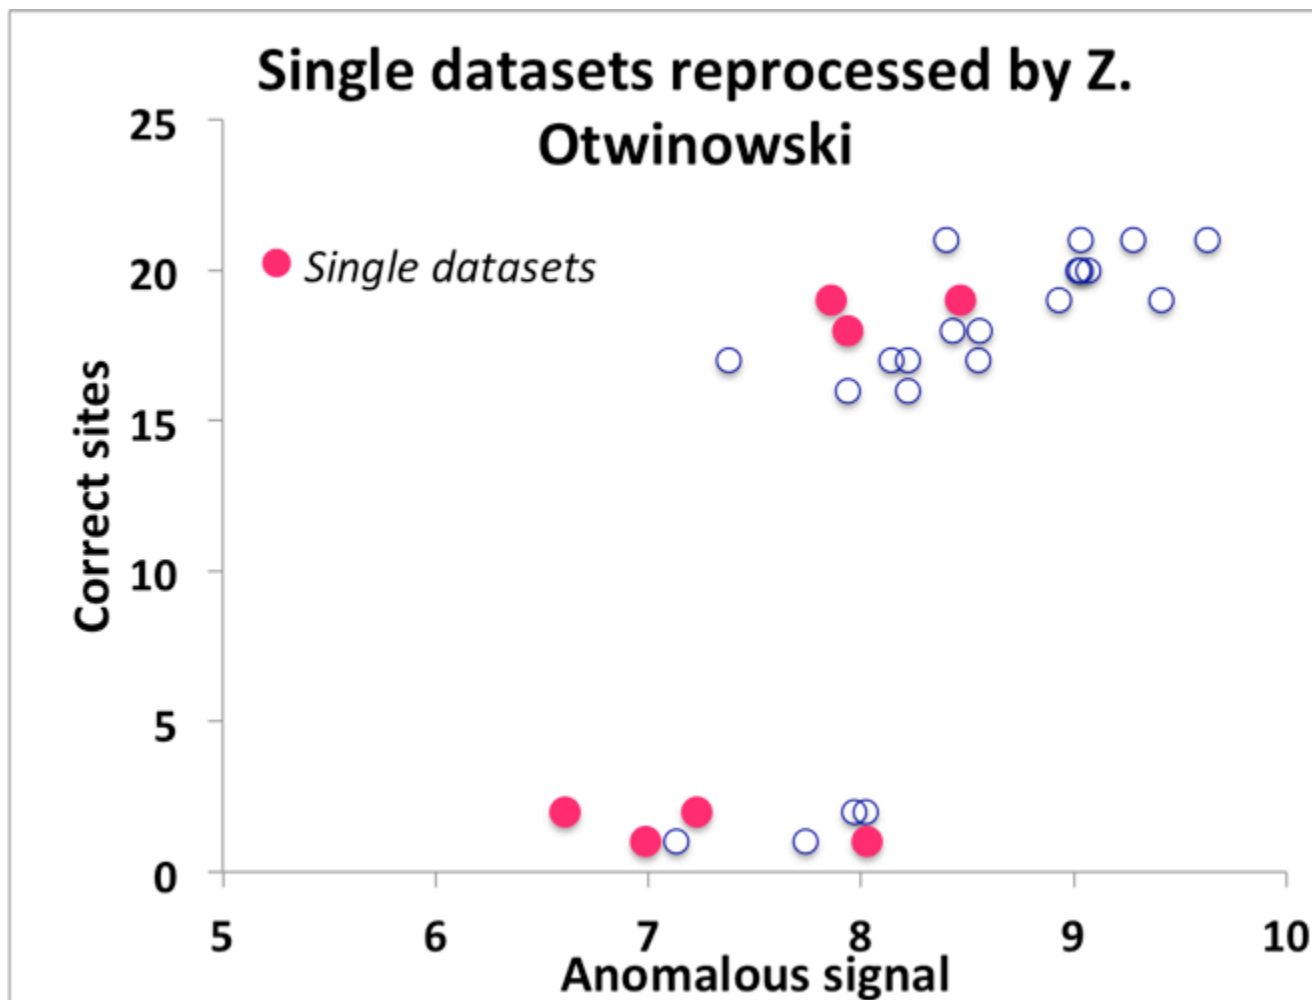 Single datasets reprocessed by Z.
Otwinowski
25
20
15
10
5
0
Single datasets
Correct sites
5 6 7 8 9 10
Anomalous signal